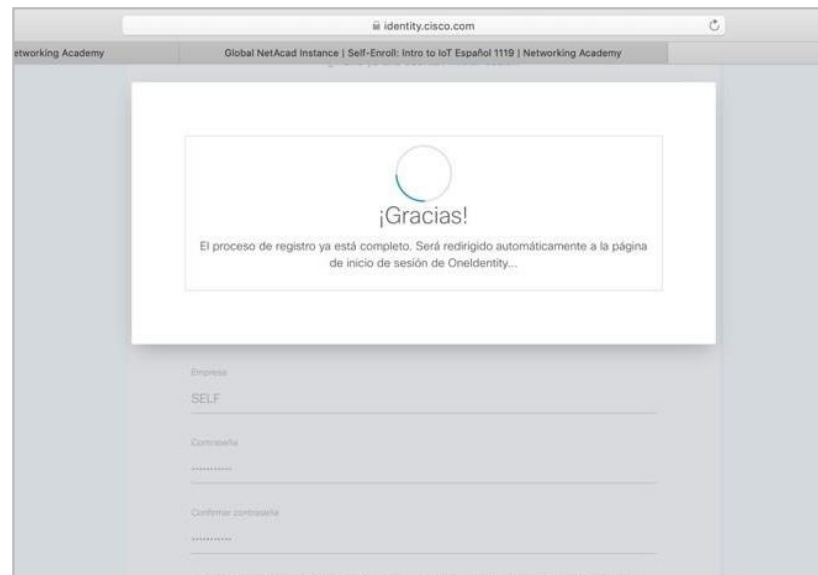 identity.cisco.com
etworking Academy
Global NetAcad Instance | Self-Enroll: Intro to IoT Español 1119 | Networking Academy
¡Gracias!
El proceso de registro ya está completo. Será redirigido automáticamente a la página
de inicio de sesión de OneIdentity...
Empresa
SELF
Contraseña
Confirmar contraseña